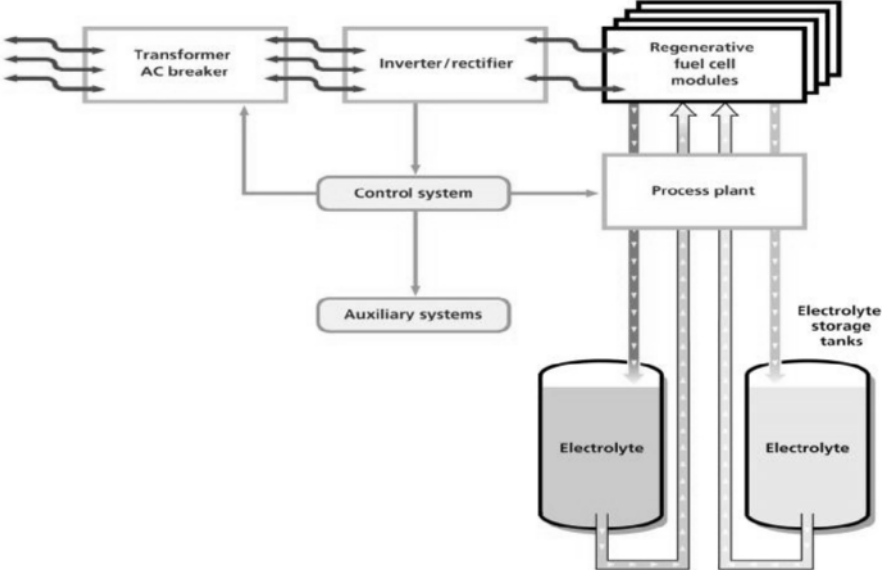 Transformer
AC breaker
Inverter/rectifier
Regenerative
fuel cell
modules
Control system
Process plant
Auxiliary systems
Electrolyte
storage
tanks
Electrolyte
Electrolyte